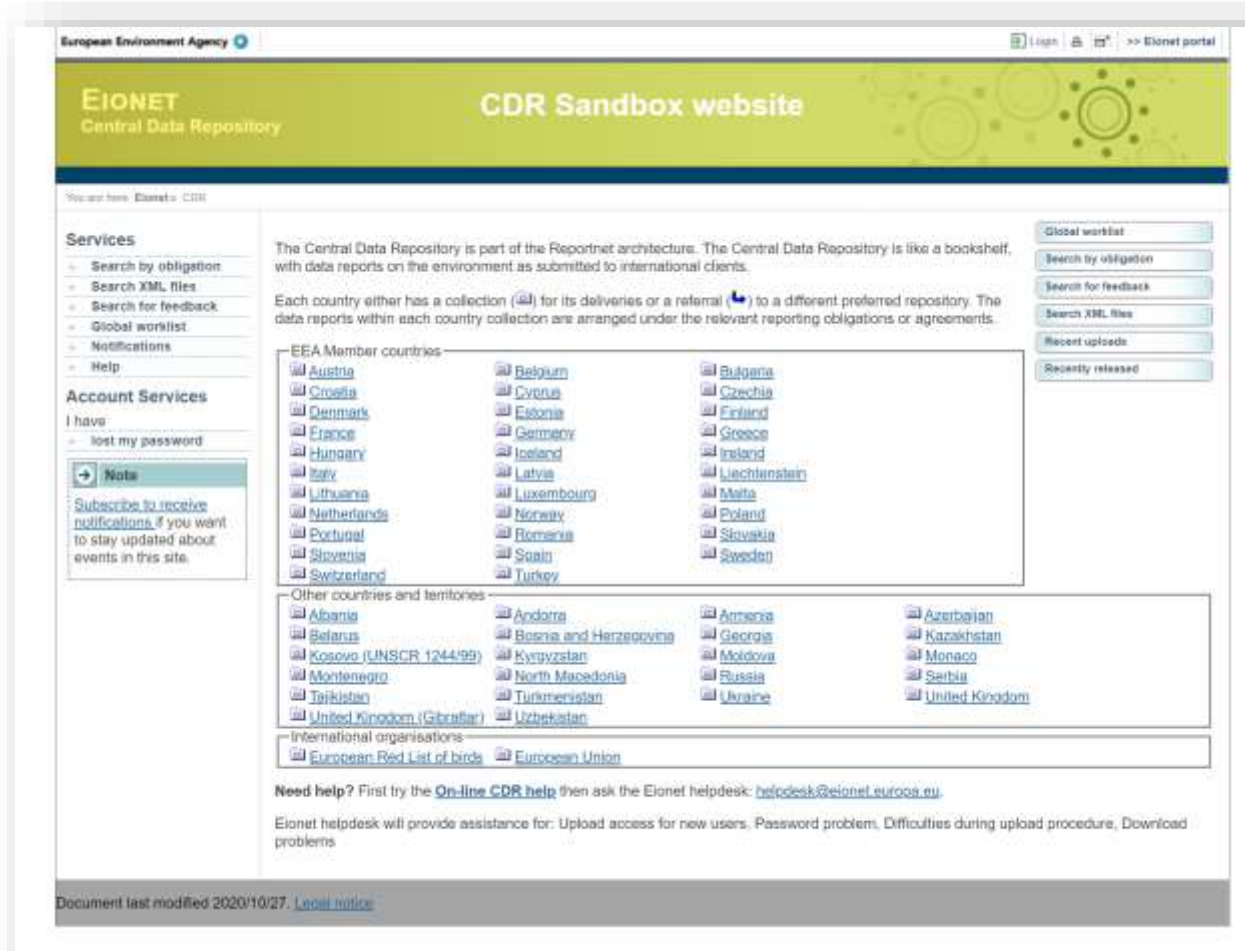 European Environment Agency
Login >> Eionet portal
EIONET
Central Data Repository
CDR Sandbox website
You are here: Eionet » CDR
Services
Search by obligation
Search XML files
Search for feedback
Global worklist
Notifications
Help
Account Services
I have
lost my password
Note
Subscribe to receive
notifications if you want
to stay updated about
events in this site.
The Central Data Repository is part of the Reportnet architecture. The Central Data Repository is like a bookshelf,
with data reports on the environment as submitted to international clients.
Each country either has a collection ( ) for its deliveries or a referral ( ) to a different preferred repository. The
data reports within each country collection are arranged under the relevant reporting obligations or agreements.
EEA Member countries
Austria Belgium Bulgaria
Croatia Cyprus Czechia
Denmark Estonia Finland
France Germany Greece
Hungary Iceland Ireland
Italy Latvia Liechtenstein
Lithuania Luxembourg Malta
Netherlands Norway Poland
Portugal Romania Slovakia
Slovenia Spain Sweden
Switzerland Turkey
Other countries and territories
Albania Andorra Armenia Azerbaijan
Belarus Bosnia and Herzegovina Georgia Kazakhstan
Kosovo (UNSCR 1244/99) Kyrgyzstan Moldova Monaco
Montenegro North Macedonia Russia Serbia
Tajikistan Turkmenistan Ukraine United Kingdom
United Kingdom (Gibraltar) Uzbekistan
International organisations
European Red List of birds European Union
Need help? First try the On-line CDR help then ask the Eionet helpdesk: helpdesk@eionet.europa.eu.
Eionet helpdesk will provide assistance for: Upload access for new users, Password problem, Difficulties during upload procedure, Download
problems
Global worklist
Search by obligation
Search for feedback
Search XML files
Recent uploads
Recently released
Document last modified 2020/10/27. Legal notice